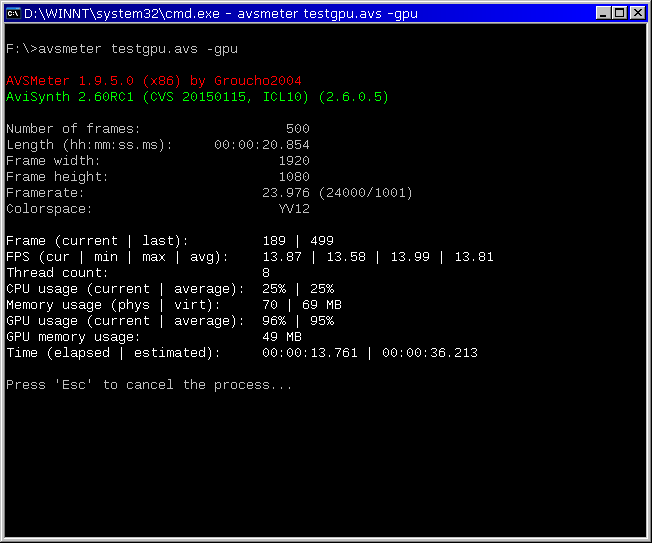 D:\WINNT\system32\cmd.exe - avsmeter testgpu.avs -gpu
F:\>avsmeter testgpu.avs -gpu
AVSMeter 1.9.5.0 (x86) by Groucho2004
AviSynth 2.60RC1 (CVS 20150115, ICL10) (2.6.0.5)
Number of frames: 500
Length (hh:mm:ss.ms): 00:00:20.854
Frame width: 1920
Frame height: 1080
Framerate: 23.976 (24000/1001)
Colorspace: YV12
Frame (current | last): 189 | 499
FPS (cur | min | max | avg): 13.87 | 13.58 | 13.99 | 13.81
Thread count: 8
CPU usage (current | average): 25% | 25%
Memory usage (phys | virt): 70 | 69 MB
GPU usage (current | average): 96% | 95%
GPU memory usage: 49 MB
Time (elapsed | estimated): 00:00:13.761 | 00:00:36.213
Press 'Esc' to cancel the process...